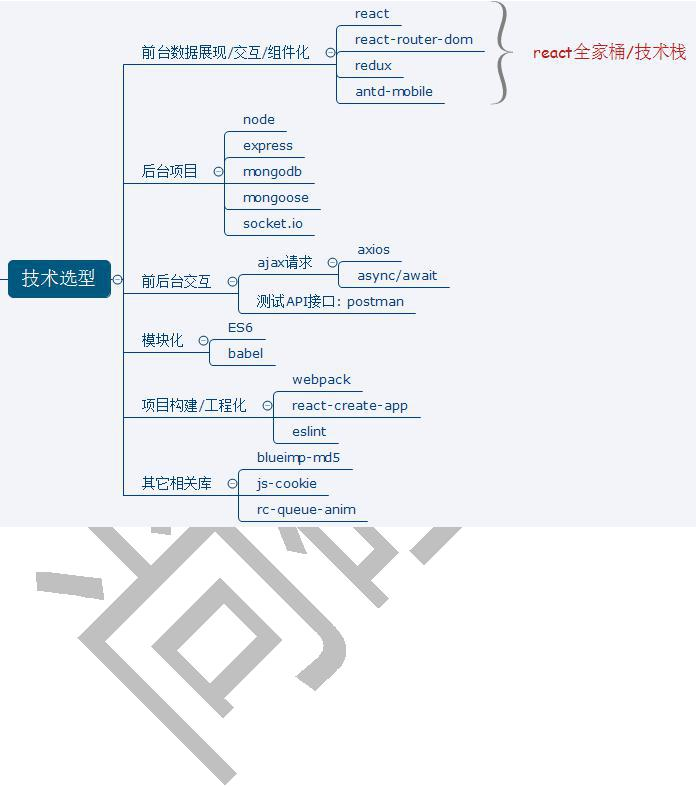 前台数据展现/交互/组件化
react
react-router-dom
redux
antd-mobile
react全家桶/技术栈
后台项目
node
express
mongodb
mongoose
socket.io
技术选型
前后台交互
ajax请求
axios
async/await
测试API接口: postman
模块化
ES6
babel
项目构建/工程化
webpack
react-create-app
eslint
其它相关库
blueimp-md5
js-cookie
rc-queue-anim